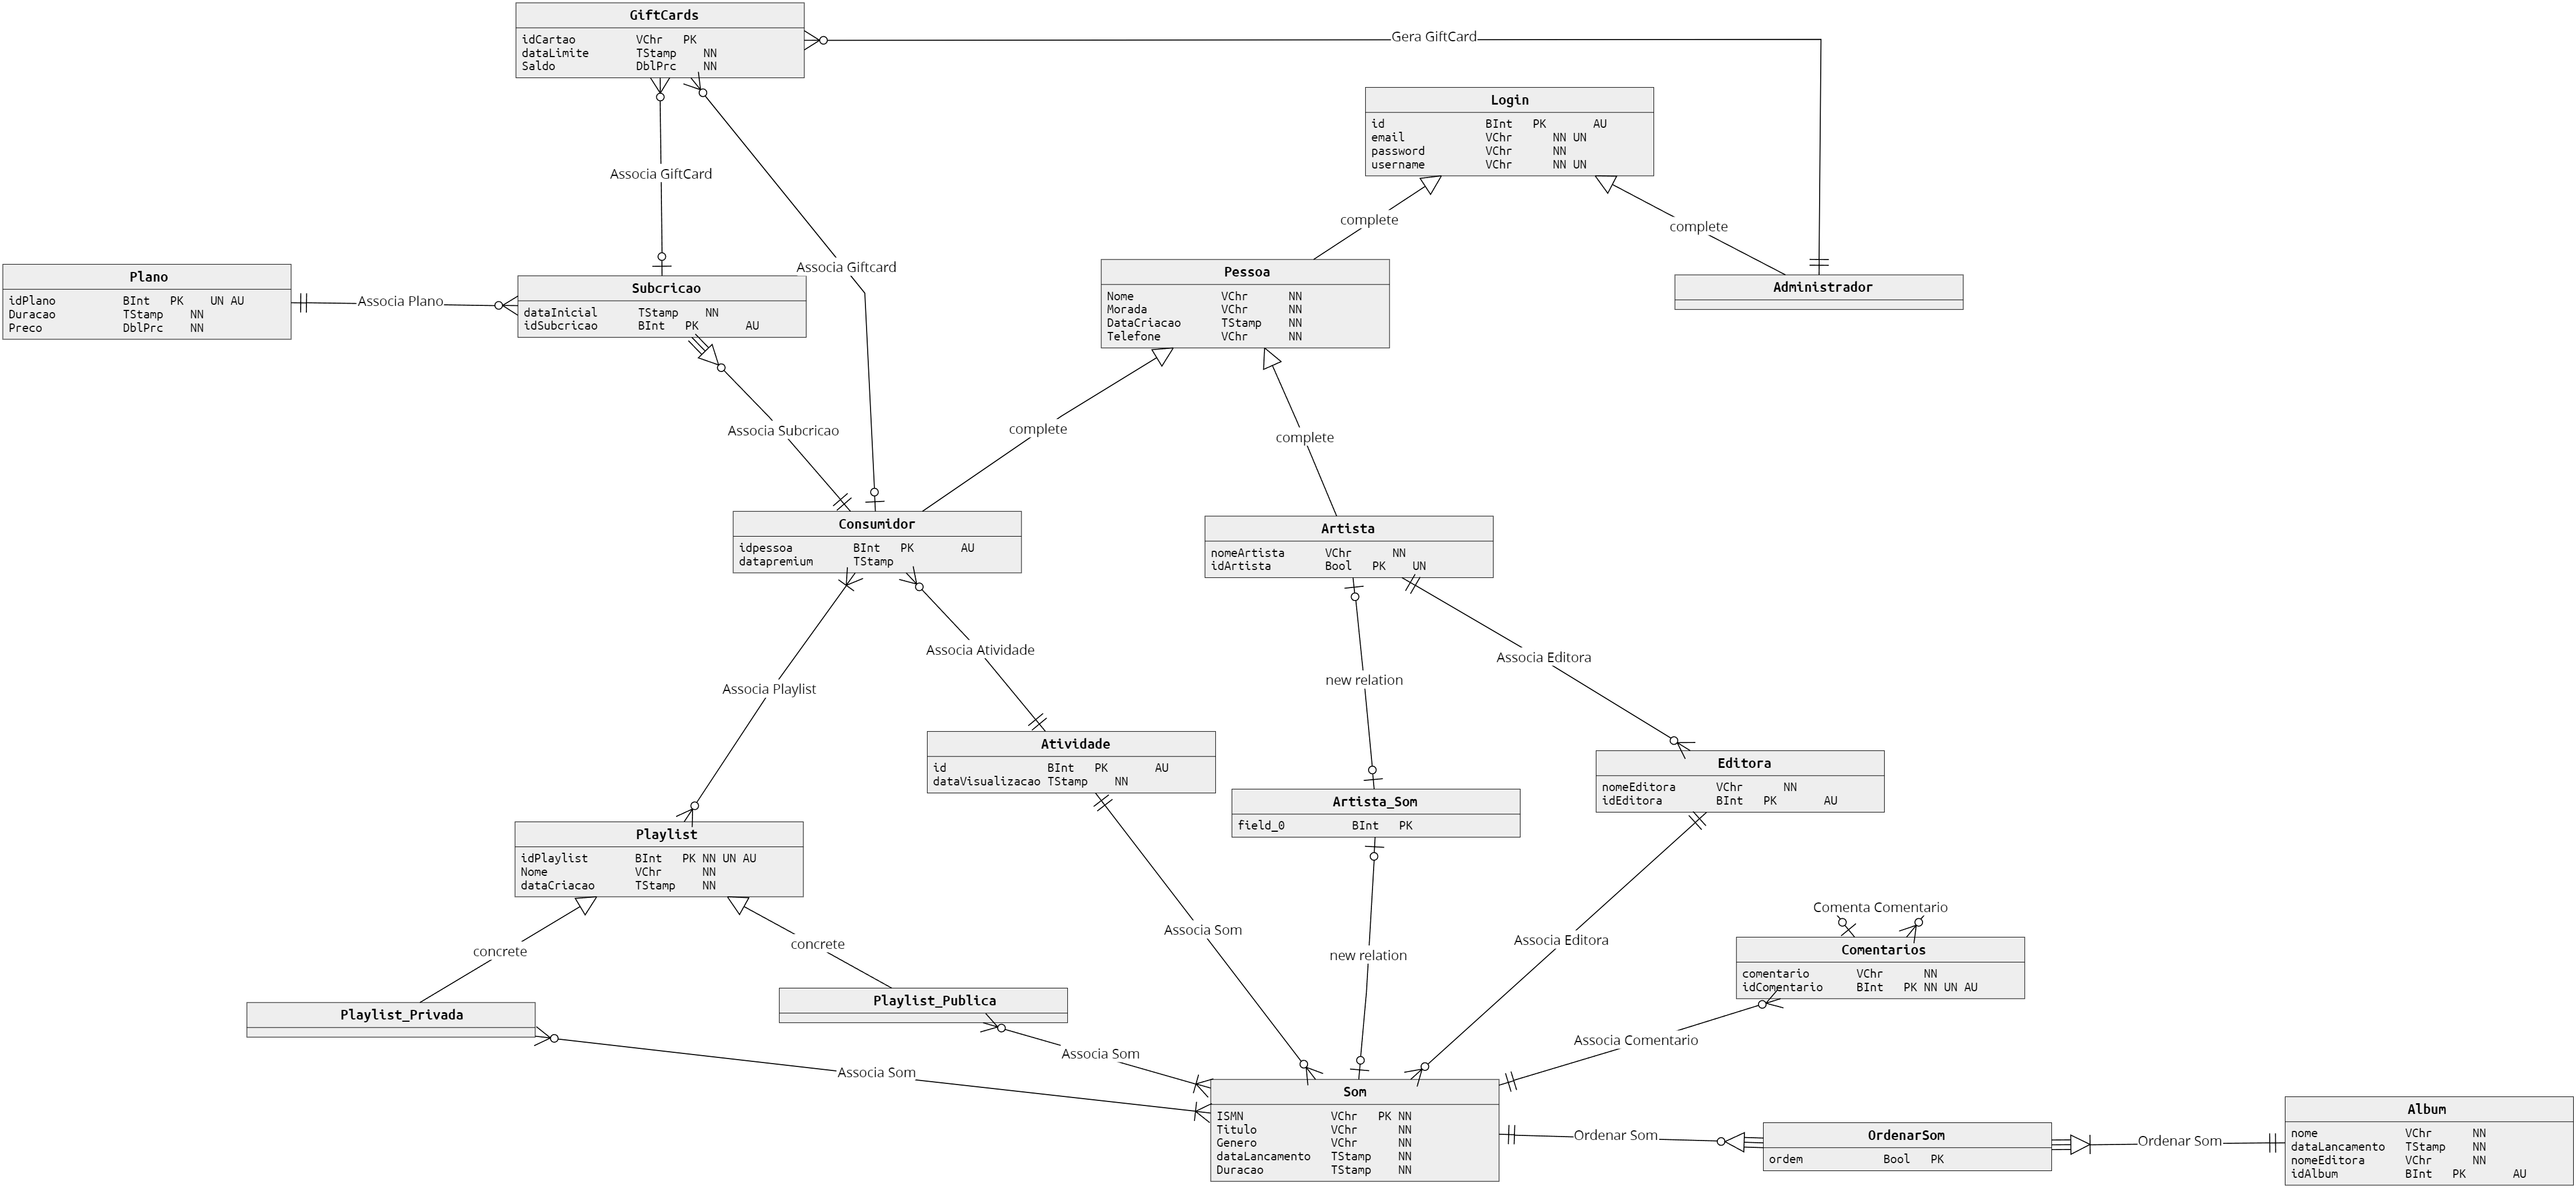 GiftCards
idCartao VChr PK
dataLimite TStamp NN
Saldo DblPrc NN
Gera GiftCard
Login
id BInt PK AU
email VChr NN UN
password VChr NN
username VChr NN UN
Associa GiftCard
complete
complete
Associa Giftcard
Plano
idPlano BInt PK UN AU
Duracao TStamp NN
Preco DblPrc NN
Associa Plano
Subcricao
dataInicial TStamp NN
idSubcricao BInt PK AU
Pessoa
Nome VChr NN
Morada VChr NN
DataCriacao TStamp NN
Telefone VChr NN
Administrador
Associa Subcricao
complete
complete
Consumidor
idpessoa BInt PK AU
datapremium TStamp
Artista
nomeArtista VChr NN
idArtista Bool PK UN
Associa Atividade
Associa Editora
new relation
Associa Playlist
Atividade
id BInt PK AU
dataVisualizacao TStamp NN
Editora
nomeEditora VChr NN
idEditora BInt PK AU
Artista_Som
field_0 BInt PK
Playlist
idPlaylist BInt PK NN UN AU
Nome VChr NN
dataCriacao TStamp NN
Comenta Comentario
concrete
concrete
Associa Som
Associa Editora
new relation
Comentarios
comentario VChr NN
idComentario BInt PK NN UN AU
Playlist_Privada
Playlist_Publica
Associa Comentario
Associa Som
Associa Som
Som
ISMN VChr PK NN
Titulo VChr NN
Genero VChr NN
dataLancamento TStamp NN
Duracao TStamp NN
Ordenar Som
OrdenarSom
ordem Bool PK
Ordenar Som
Album
nome VChr NN
dataLancamento TStamp NN
nomeEditora VChr NN
idAlbum BInt PK AU